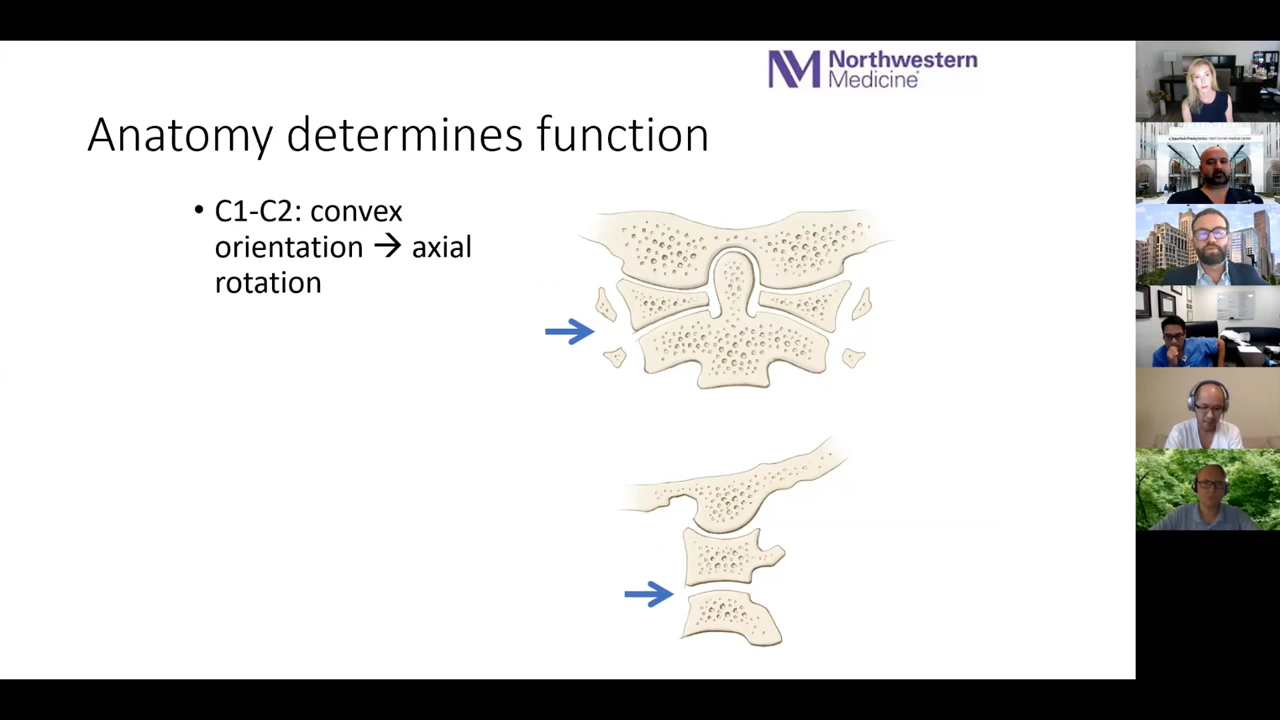 Northwestern
Medicine
Anatomy determines function
• C1-C2: convex
orientation → axial
rotation